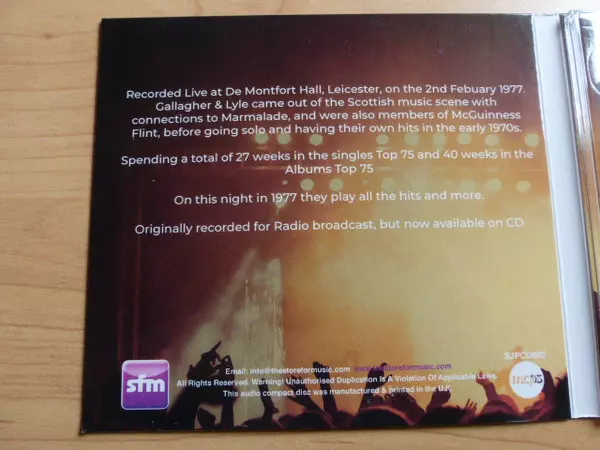 Recorded Live at De Montfort Hall, Leicester, on the 2nd Febuary 1977.
Gallagher & Lyle came out of the Scottish music scene with
connections to Marmalade, and were also members of McGuinness
Flint, before going solo and having their own hits in the early 1970s.
Spending a total of 27 weeks in the singles Top 75 and 40 weeks in the
Albums Top 75
On this night in 1977 they play all the hits and more.
Originally recorded for Radio broadcast, but now available on CD
Email: info@thestoreformusic.com www.thestoreformusic.com
All Rights Reserved. Warning! Unauthorised Duplication Is A Violation Of Applicable Laws.
This audio compact disc was manufactured & printed in the U.K.
sfm
mcps